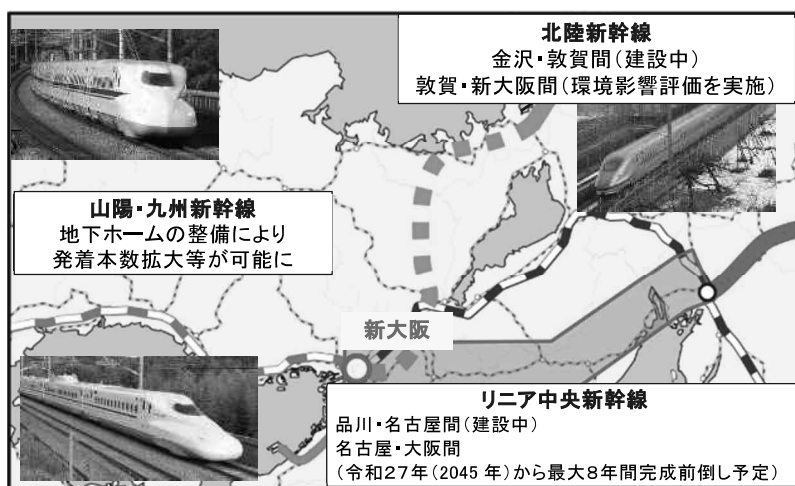 北陸新幹線
金沢・敦賀間(建設中)
敦賀・新大阪間(環境影響評価を実施)
山陽・九州新幹線
地下ホームの整備により
発着本数拡大等が可能に
新大阪
リニア中央新幹線
品川・名古屋間(建設中)
名古屋・大阪間
(令和27年(2045年)から最大8年間完成前倒し予定)